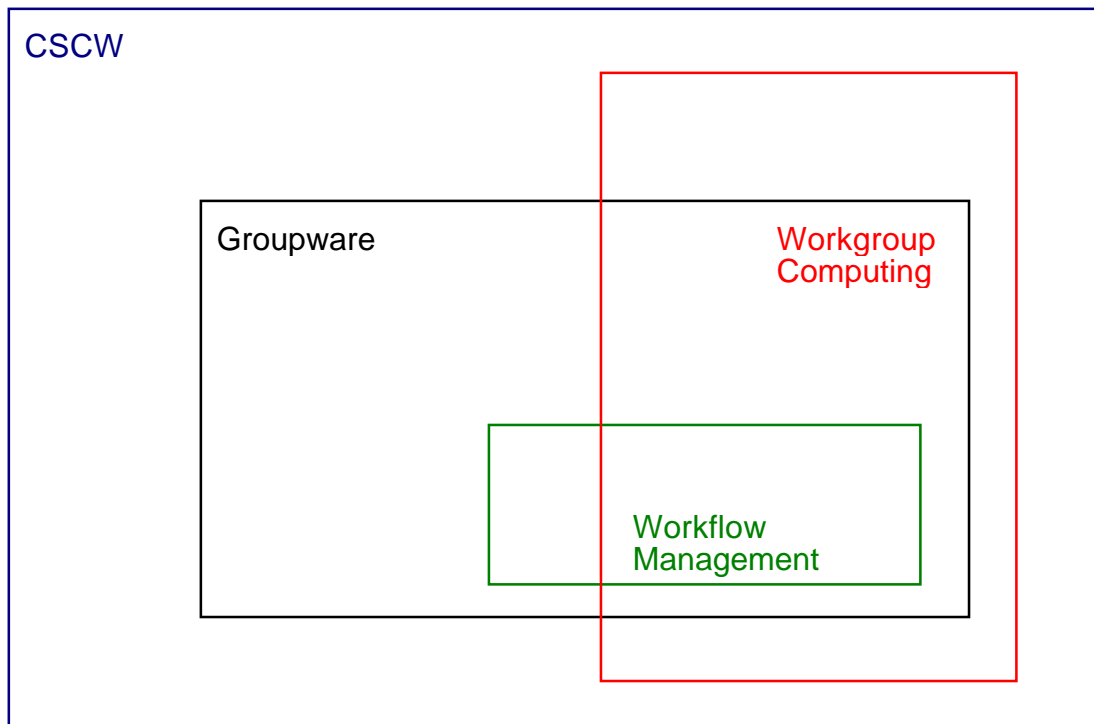 CSCW
Groupware
Workgroup
Computing
Workflow
Management